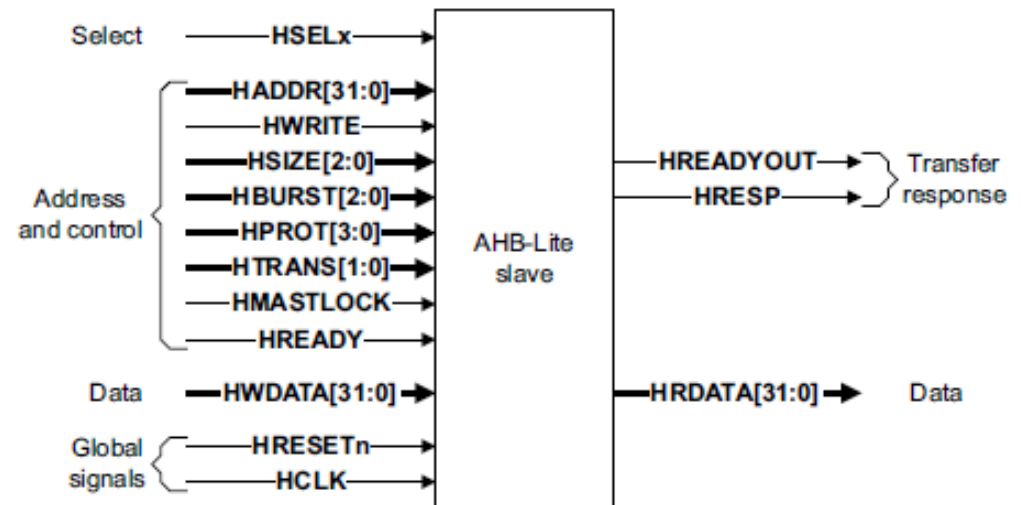 Select
HSELx
HADDR[31:0]
HWRITE
HSIZE[2:0]
HBURST[2:0]
HPROT[3:0]
HTRANS[1:0]
HMASTLOCK
HREADY
Address
and control
Data
HWDATA[31:0]
Global
signals
HRESETn
HCLK
AHB-Lite
slave
HREADYOUT
HRESP
Transfer
response
HRDATA[31:0]
Data